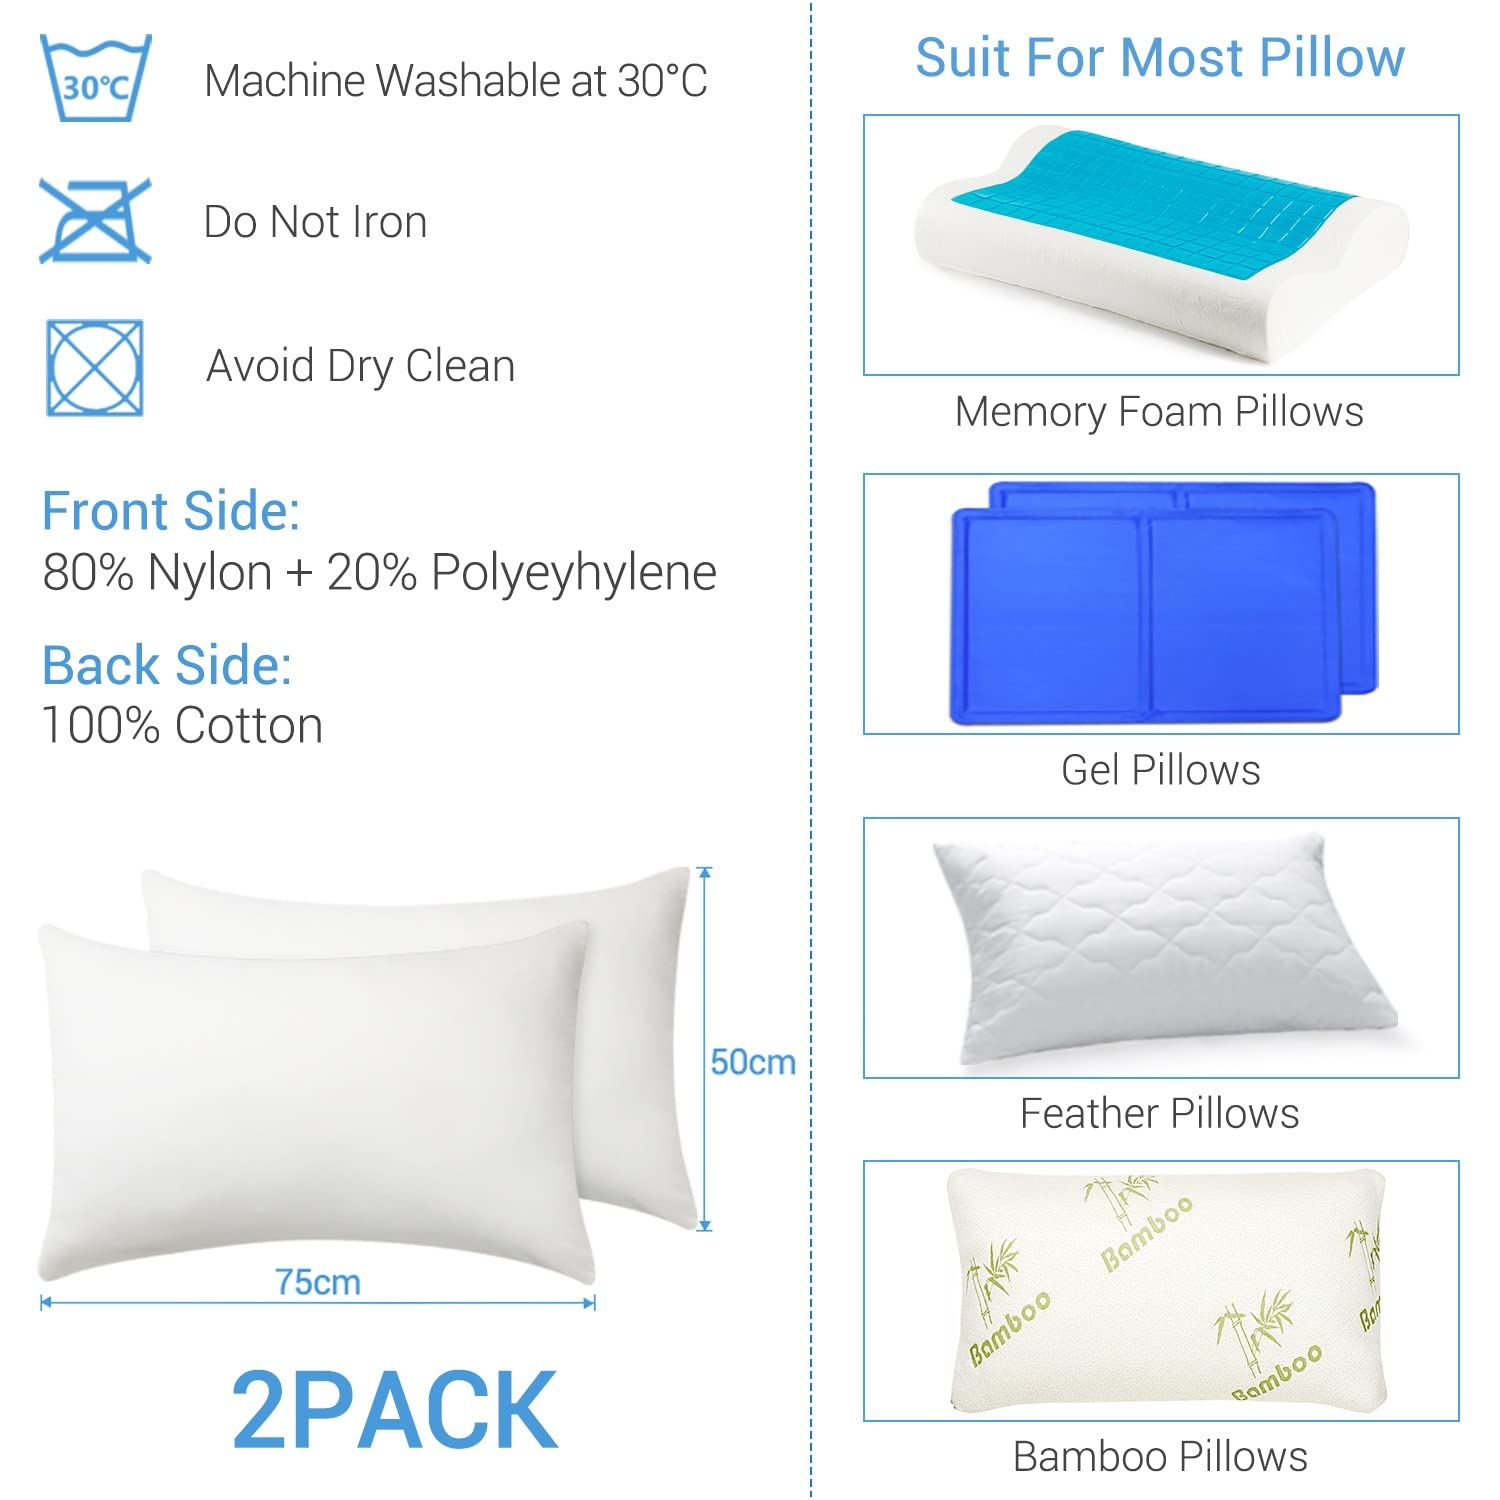 30°C
Machine Washable at 30°C
Do Not Iron
Avoid Dry Clean
Front Side:
80% Nylon + 20% Polyeyhylene
Back Side:
100% Cotton
50cm
75cm
2PACK
Suit For Most Pillow
Memory Foam Pillows
Gel Pillows
Feather Pillows
Bamboo
Bamboo
Bamboo
Bam
Bamboo Pillows